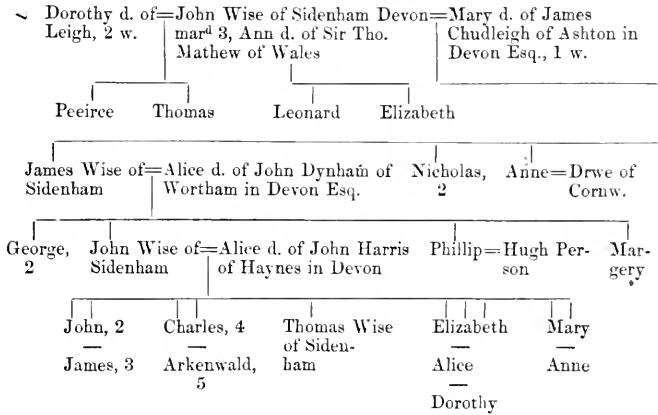 Dorothy d. of=John Wise of Sidenham Devon=Mary d. of James
Leigh, 2 w. mard 3, Ann d. of Sir Tho. Chudleigh of Ashton in
Mathew of Wales Devon Esq., 1 w.
Peeirce Thomas Leonard Elizabeth
James Wise of=Alice d. of John Dynham of Nicholas, Anne=Drwe of
Sidenham Wortham in Devon Esq. 2 Cornw.
George, John Wise of=Alice d. of John Harris Phillip=Hugh Per- Mar-
2 Sidenham of Haynes in Devon son gery
John, 2 Charles, 4 Thomas Wise Elizabeth Mary
— — of Siden- — —
James, 3 Arkenwald, ham Alice Anne
5 —
Dorothy